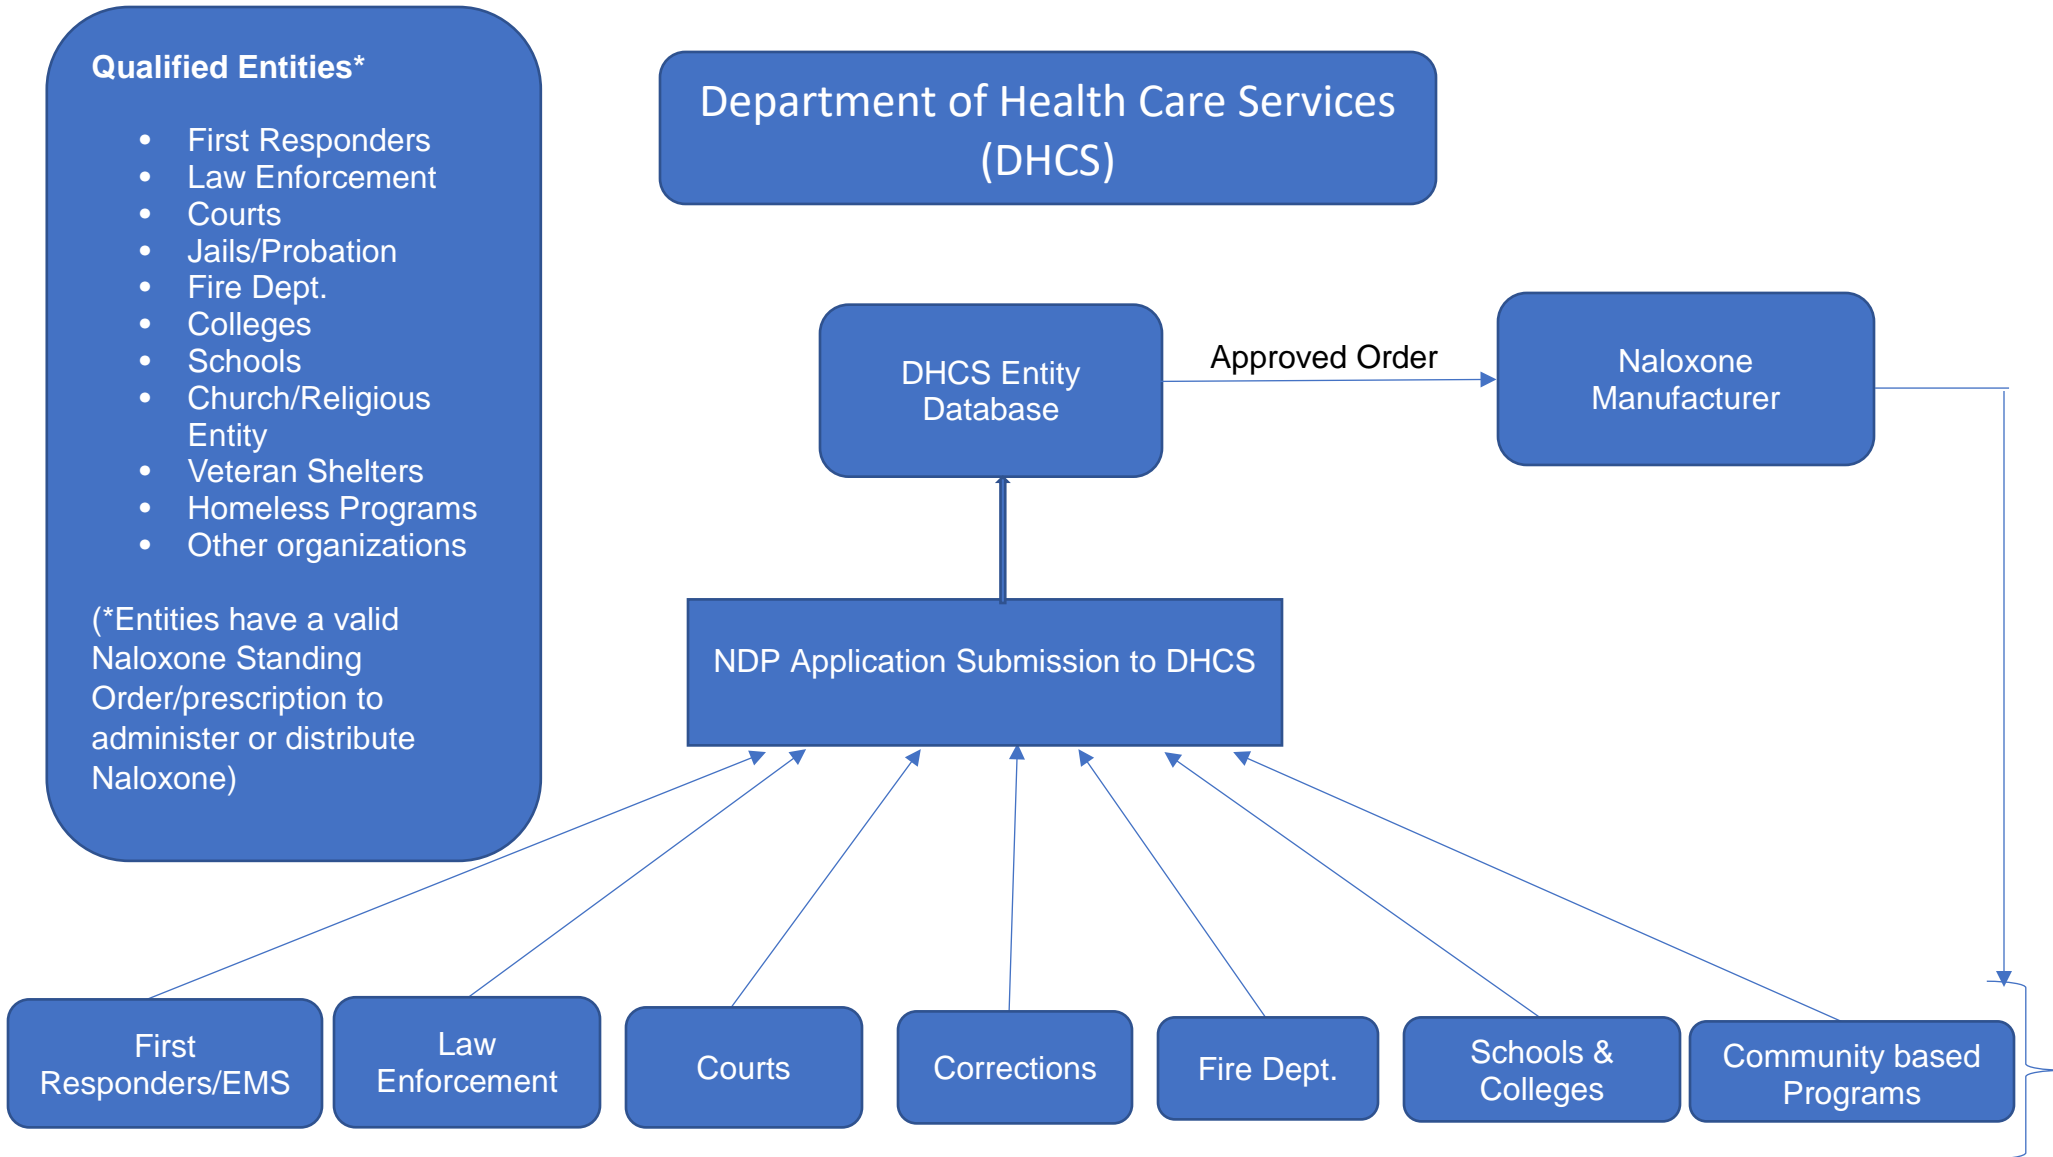 Qualified Entities*
• First Responders
• Law Enforcement
• Courts
• Jails/Probation
• Fire Dept.
• Colleges
• Schools
• Church/Religious
Entity
• Veteran Shelters
• Homeless Programs
• Other organizations
(*Entities have a valid
Naloxone Standing
Order/prescription to
administer or distribute
Naloxone)
Department of Health Care Services
(DHCS)
DHCS Entity
Database
Approved Order
Naloxone
Manufacturer
NDP Application Submission to DHCS
First
Responders/EMS
Law
Enforcement
Courts
Corrections
Fire Dept.
Schools &
Colleges
Community based
Programs